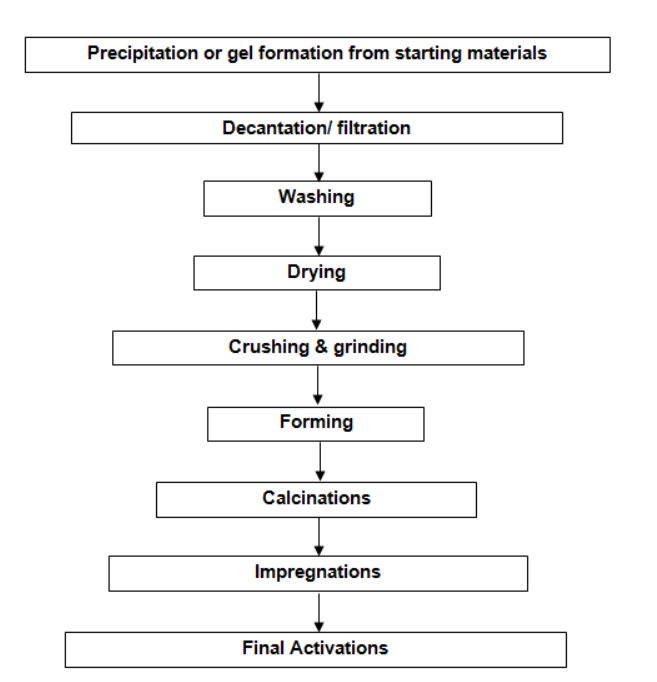 Precipitation or gel formation from starting materials
Decantation/ filtration
Washing
Drying
Crushing & grinding
Forming
Calcinations
Impregnations
Final Activations